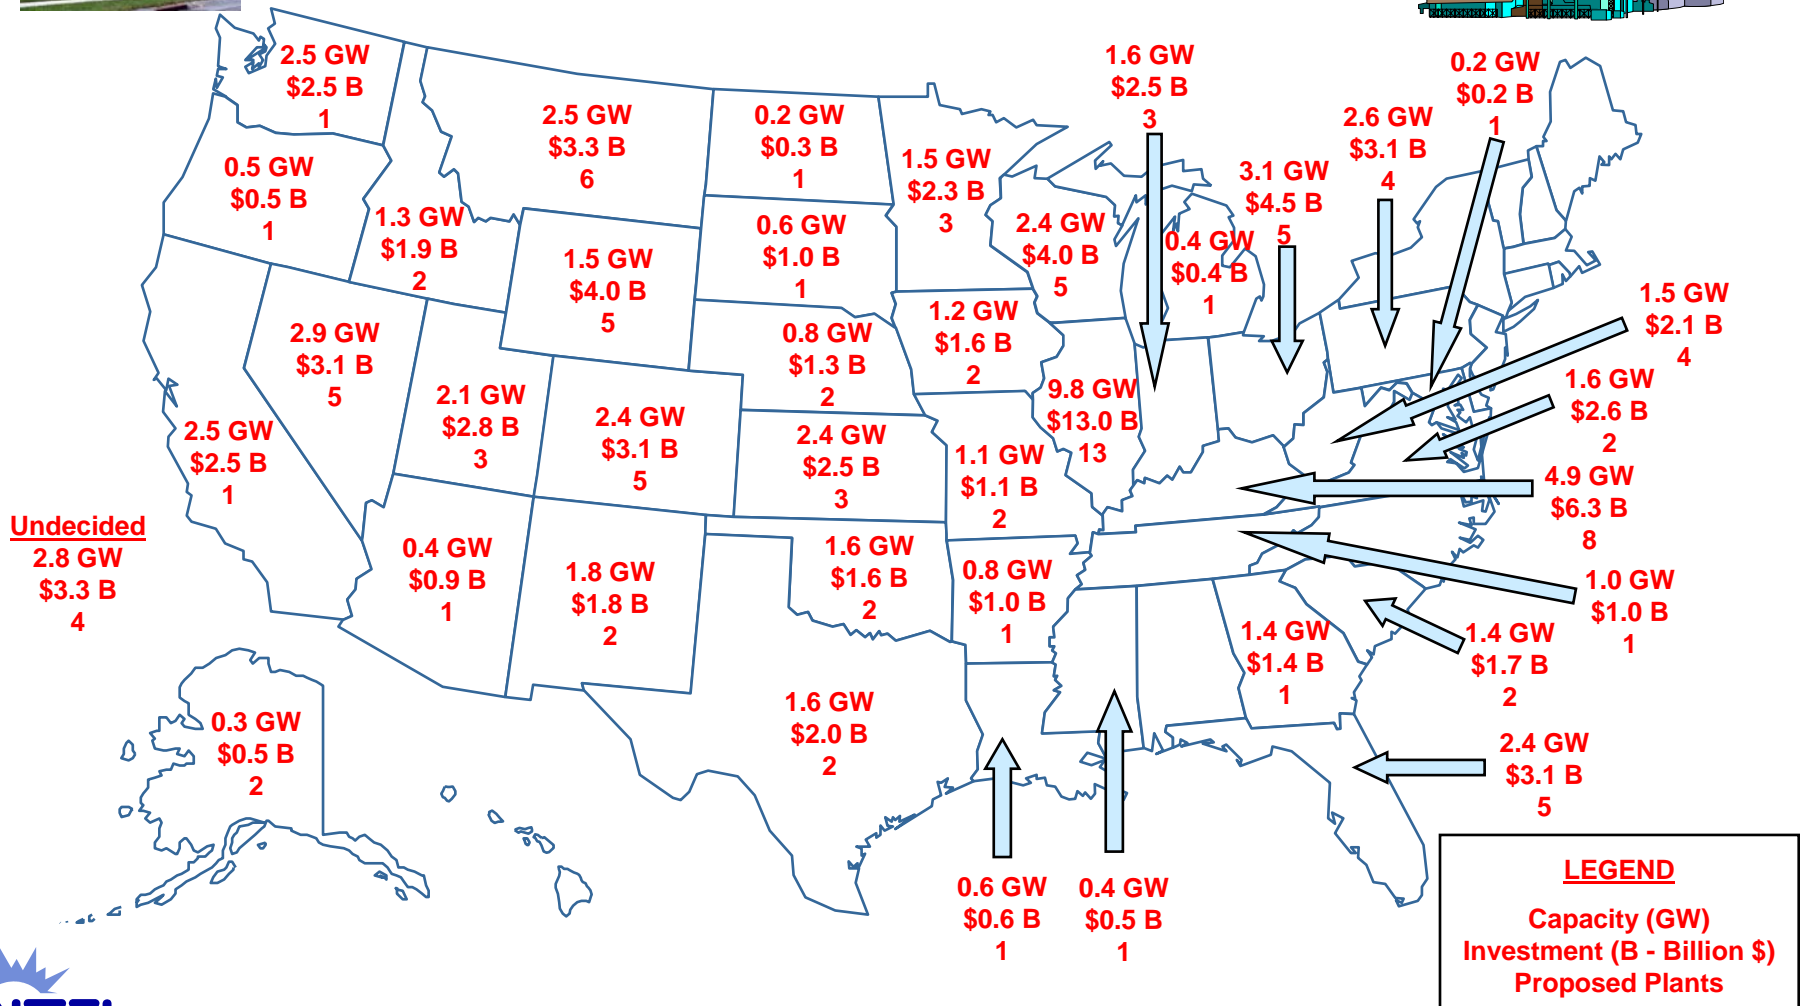 2.5 GW
$2.5 B
1
0.5 GW
$0.5 B
1
1.3 GW
$1.9 B
2
2.5 GW
$3.3 B
6
0.2 GW
$0.3 B
1
1.5 GW
$2.3 B
3
1.6 GW
$2.5 B
3
0.2 GW
$0.2 B
1
2.6 GW
$3.1 B
4
3.1 GW
$4.5 B
5
2.4 GW
$4.0 B
5
0.4 GW
$0.4 B
1
0.6 GW
$1.0 B
1
1.5 GW
$4.0 B
5
2.9 GW
$3.1 B
5
0.8 GW
$1.3 B
2
1.2 GW
$1.6 B
2
1.5 GW
$2.1 B
4
1.6 GW
$2.6 B
2
2.5 GW
$2.5 B
1
2.1 GW
$2.8 B
3
2.4 GW
$3.1 B
5
2.4 GW
$2.5 B
3
1.1 GW
$1.1 B
2
9.8 GW
$13.0 B
13
4.9 GW
$6.3 B
8
Undecided
2.8 GW
$3.3 B
4
0.4 GW
$0.9 B
1
1.8 GW
$1.8 B
2
1.6 GW
$1.6 B
2
0.8 GW
$1.0 B
1
1.0 GW
$1.0 B
1
1.4 GW
$1.4 B
1
1.4 GW
$1.7 B
2
0.3 GW
$0.5 B
2
1.6 GW
$2.0 B
2
2.4 GW
$3.1 B
5
0.6 GW
$0.6 B
1
0.4 GW
$0.5 B
1
LEGEND
Capacity (GW)
Investment (B - Billion $)
Proposed Plants